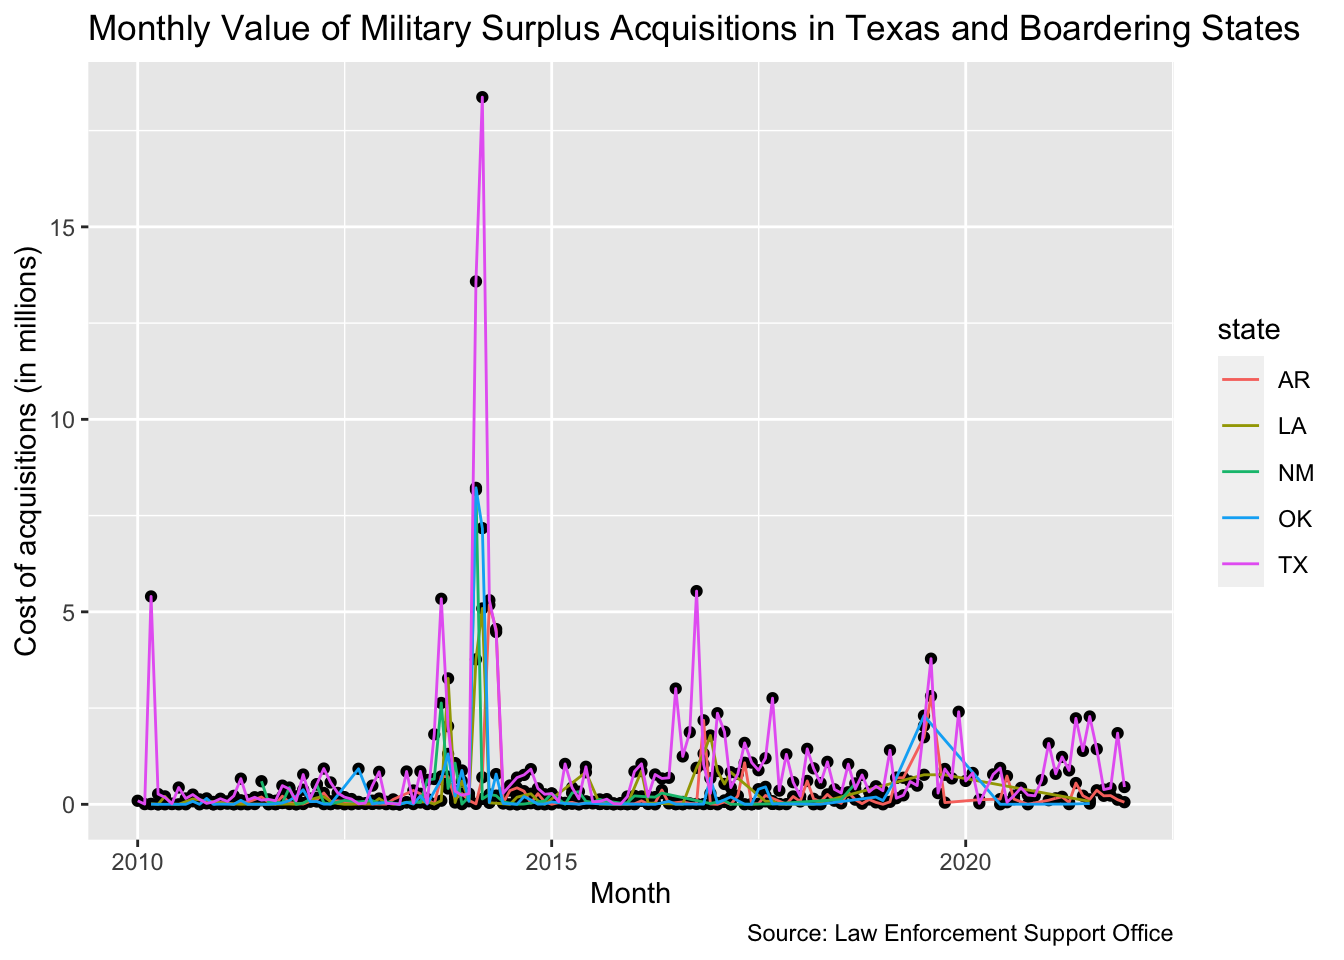 Monthly Value of Military Surplus Acquisitions in Texas and Boardering States
Cost of acquisitions (in millions)
15
10
5
0
2010
2015
2020
Month
state
AR
LA
NM
OK
TX
Source: Law Enforcement Support Office